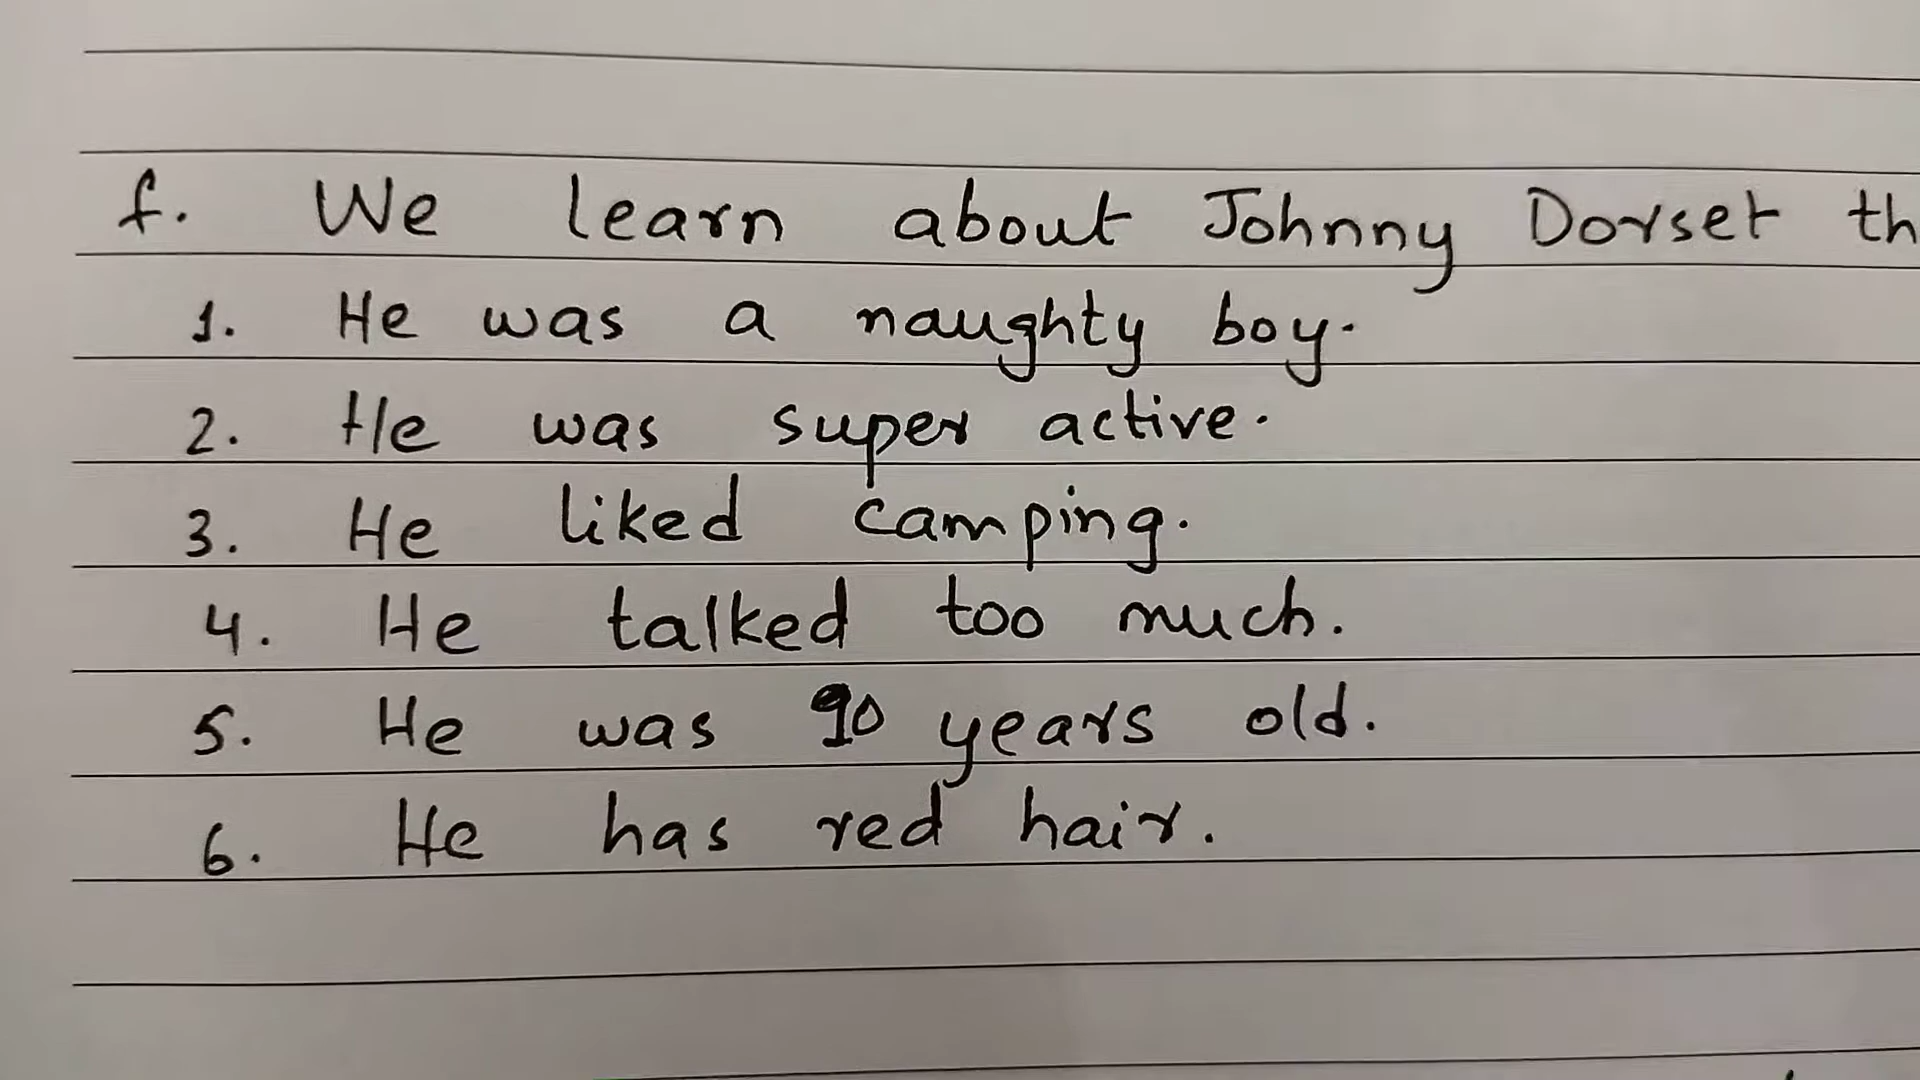 f. We learn about Johnny Dorset th
1. He was a naughty boy.
2. He was super active.
3. He liked camping.
4. He talked too much.
5. He was 90 years old.
6. He has red hair.